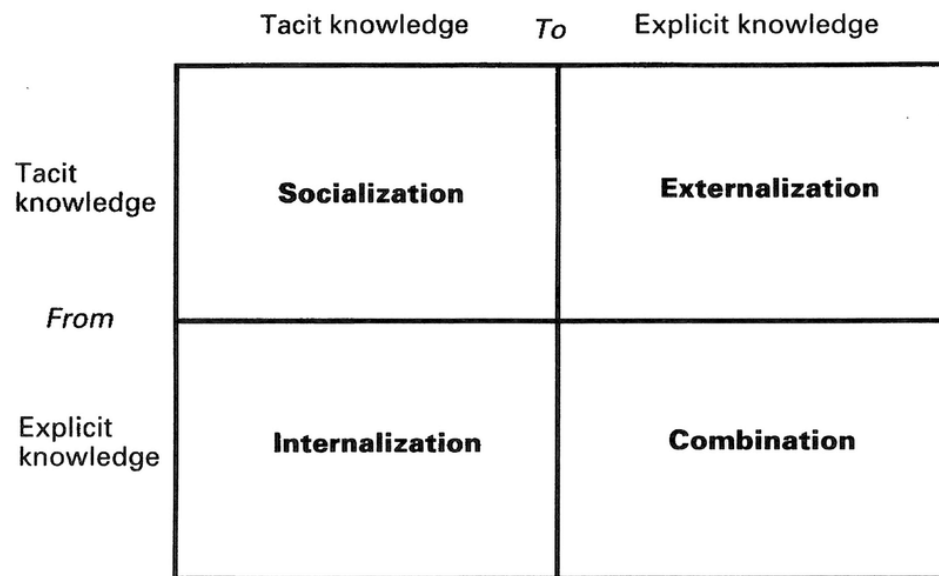 Tacit knowledge To Explicit knowledge
Tacit
knowledge
Socialization Externalization
From
Explicit
knowledge
Internalization Combination